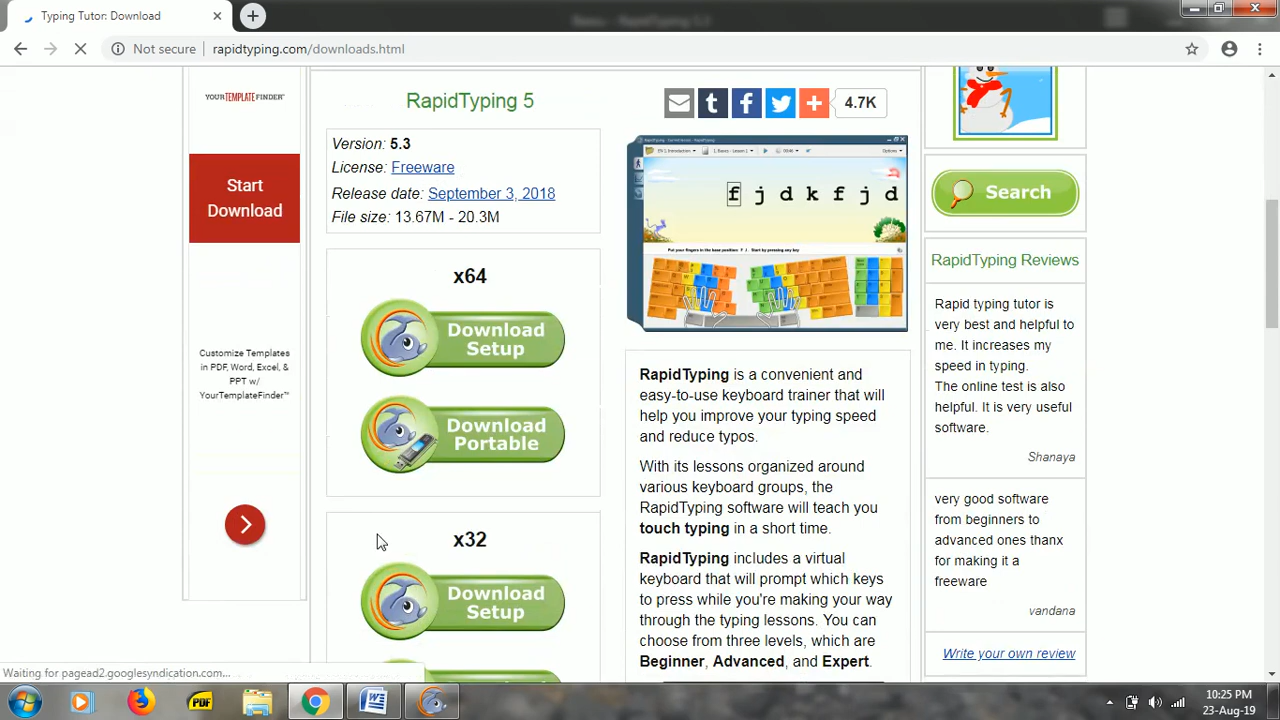 Typing Tutor: Download
Not secure
rapidtyping.com/downloads.html
YOURTEMPLATEFINDER™
Start
Download
Customize Templates
in PDF, Word, Excel, &
PPT w/
YourTemplateFinder™
RapidTyping 5
Version: 5.3
License: Freeware
Release date: September 3, 2018
File size: 13.67M - 20.3M
x64
Download
Setup
Download
Portable
x32
Download
Setup
4.7K
f j d k f j d
RapidTyping is a convenient and
easy-to-use keyboard trainer that will
help you improve your typing speed
and reduce typos.
With its lessons organized around
various keyboard groups, the
RapidTyping software will teach you
touch typing in a short time.
RapidTyping includes a virtual
keyboard that will prompt which keys
to press while you're making your way
through the typing lessons. You can
choose from three levels, which are
Beginner, Advanced, and Expert.
Search
RapidTyping Reviews
Rapid typing tutor is
very best and helpful to
me. It increases my
speed in typing.
The online test is also
helpful. It is very useful
software.
Shanaya
very good software
from beginners to
advanced ones thanx
for making it a
freeware
vandana
Write your own review
Waiting for pagead2.googlesyndication.com...
PDF
10:25 PM
23-Aug-19